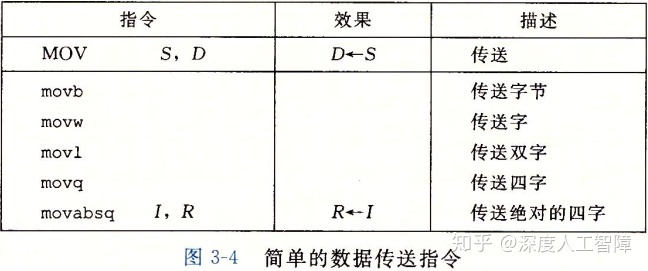 指令 效果 描述
MOV S, D D←S 传送
movb 传送字节
movw 传送字
movl 传送双字
movq 传送四字
movabsq I, R R←I 传送绝对的四字
知乎 @深度人工智障
图 3-4 简单的数据传送指令